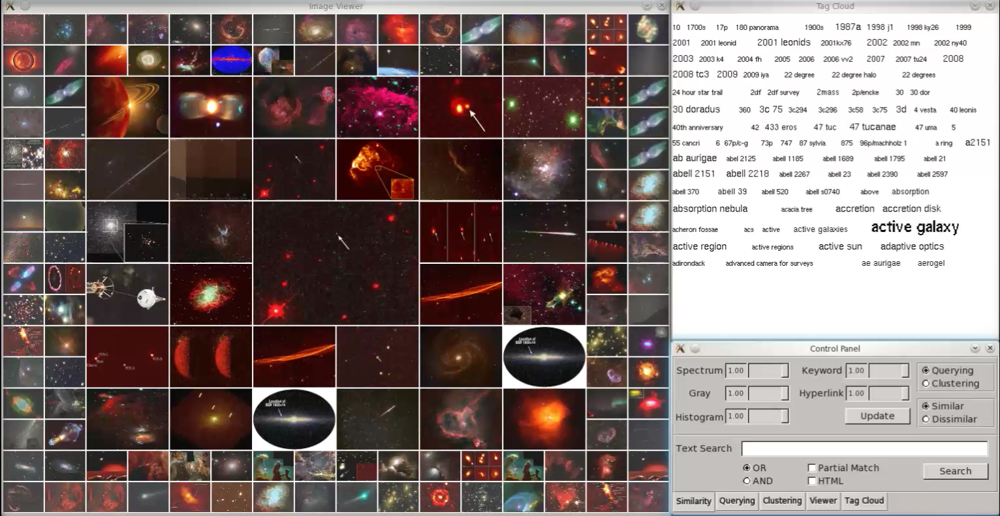 Image Viewer
Location of
SGR 1900+14
Location of
SGR 1900+14
Tag Cloud
10 1700s 17p 180 panorama 1900s 1987a 1998 j1 1998 ky26 1999
2001 2001 leonid 2001 leonids 2001kx76 2002 2002 mn 2002 ny40
2003 2003 k4 2004 fh 2005 2006 2006 vv2 2007 2007 tu24 2008
2008 tc3 2009 2009 iya 22 degree 22 degree halo 22 degrees
24 hour star trail 2df 2df survey 2mass 2p/encke 30 30 dor
30 doradus 360 3c 75 3c294 3c296 3c58 3c75 3d 4 vesta 40 leonis
40th anniversary 42 433 eros 47 tuc 47 tucanae 47 uma 5
55 cancri 6 67p/c-g 73p 747 87 sylvia 875 96p/machholz 1 a ring a2151
ab aurigae abel 2125 abell 1185 abell 1689 abell 1795 abell 21
abell 2151 abell 2218 abell 2267 abell 23 abell 2390 abell 2597
abell 370 abell 39 abell 520 abell s0740 above absorption
absorption nebula acacia tree accretion accretion disk
acheron fossae acs active active galaxies active galaxy
active region active regions active sun adaptive optics
adirondack advanced camera for surveys ae aurigae aerogel
Control Panel
Spectrum 1.00 Keyword 1.00 Querying
Clustering
Gray 1.00 Hyperlink 1.00
Similar
Histogram 1.00 Update Dissimilar
Text Search
OR Partial Match Search
AND HTML
Similarity Querying Clustering Viewer Tag Cloud